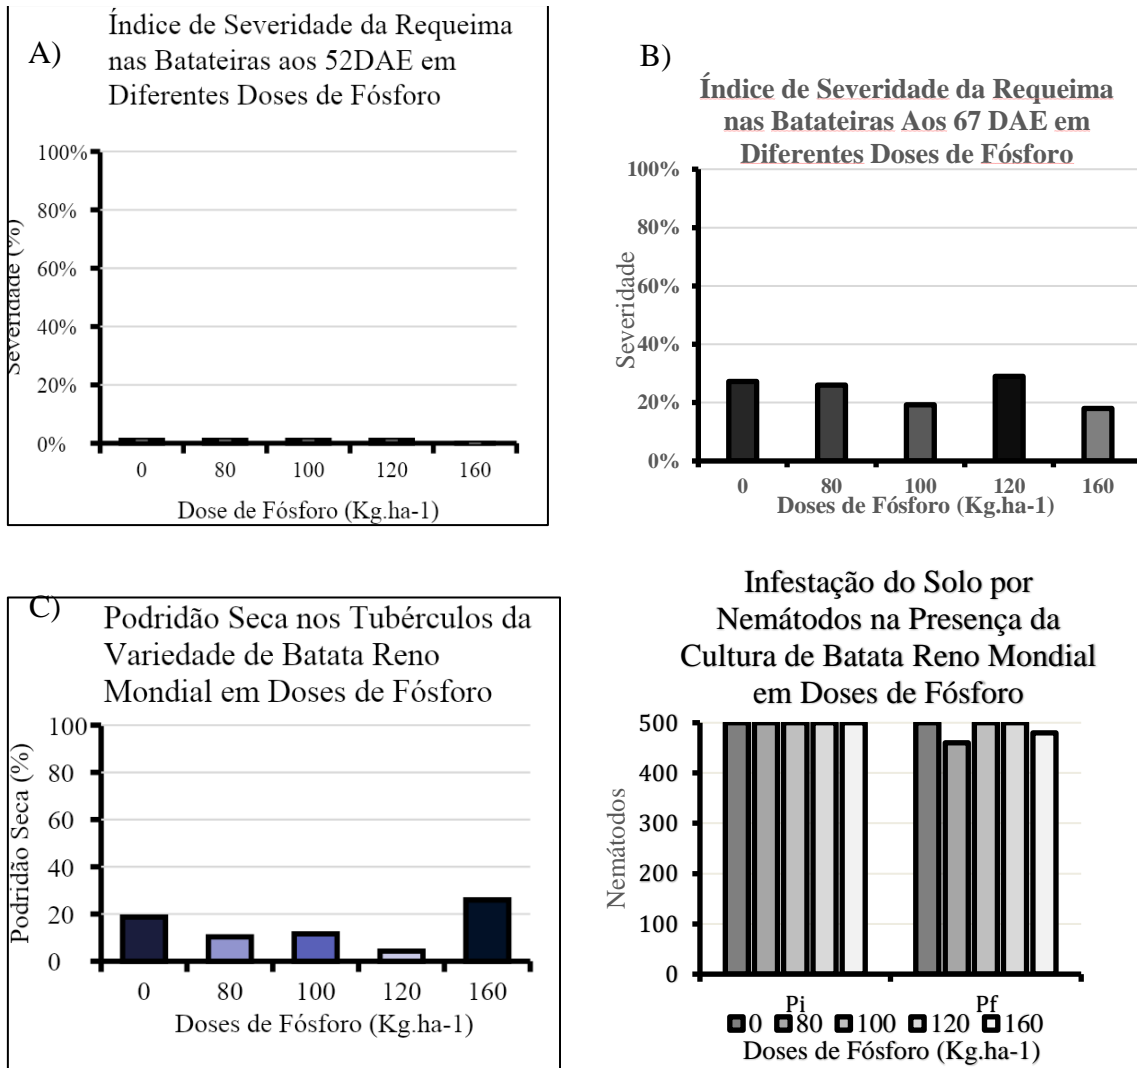 A)
Índice de Severidade da Requeima
nas Batateiras aos 52DAE em
Diferentes Doses de Fósforo
100%
80%
60%
40%
20%
0%
Severidade (%)
0 80 100 120 160
Dose de Fósforo (Kg.ha-1)
B)
Índice de Severidade da Requeima
nas Batateiras Aos 67 DAE em
Diferentes Doses de Fósforo
100%
80%
60%
40%
20%
0%
Severidade
0 80 100 120 160
Doses de Fósforo (Kg.ha-1)
C)
Podridão Seca nos Tubérculos da
Variedade de Batata Reno
Mondial em Doses de Fósforo
100
80
60
40
20
0
Podridão Seca (%)
0 80 100 120 160
Doses de Fósforo (Kg.ha-1)
Infestação do Solo por
Nemátodos na Presença da
Cultura de Batata Reno Mondial
em Doses de Fósforo
500
400
300
200
100
0
Nemátodos
Pi Pf
0 80 100 120 160
Doses de Fósforo (Kg.ha-1)